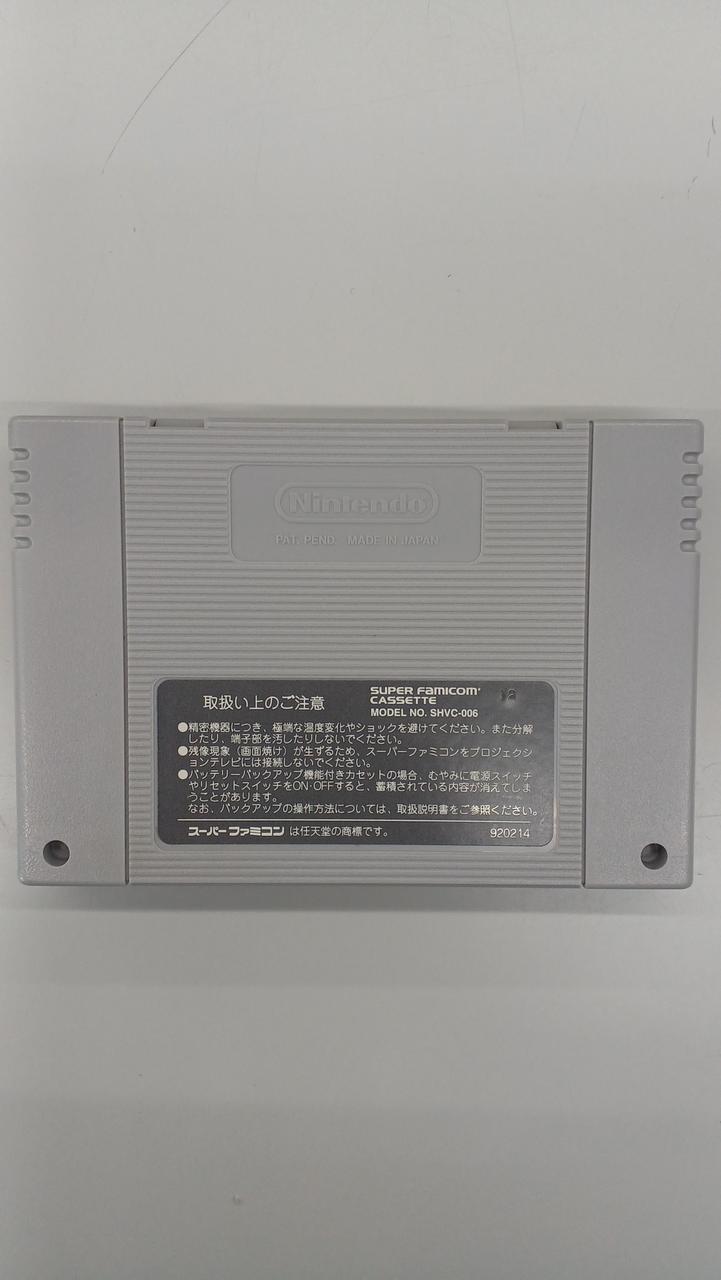 Nintendo
PAT. PEND. MADE IN JAPAN
取扱い上のご注意
SUPER FAMICOM
CASSETTE
MODEL NO. SHVC-006
●精密機器につき、極端な温度変化やショックを避けてください。また分解
したり、端子部を汚したりしないでください。
●残像現象（画面焼け）が生ずるため、スーパーファミコンをプロジェクシ
ョンテレビには接続しないでください。
●バッテリーバックアップ機能付きカセットの場合、むやみに電源スイッチ
やリセットスイッチをON・OFFすると、蓄積されている内容が消えてしま
うことがあります。
なお、バックアップの操作方法については、取扱説明書をご参照ください。
スーパーファミコン は任天堂の商標です。
920214